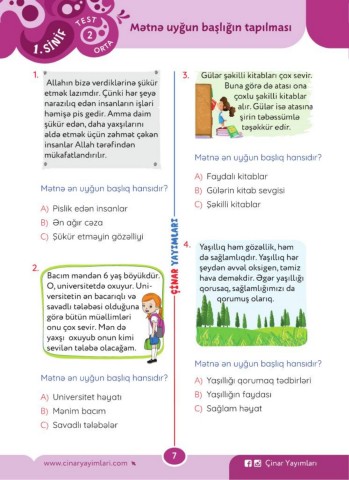 1. SİNİF
TEST
2
ORTA
Mətnə uyğun başlığın tapılması
1.
Allahın bizə verdiklərinə şükür
etmək lazımdır. Çünki hər şeyə
narazılıq edən insanların işləri
həmişə pis gedir. Amma daim
şükür edən, daha yaxşılarını
əldə etmək üçün zəhmət çəkən
insanlar Allah tərəfindən
mükafatlandırılır.
Mətnə ən uyğun başlıq hansıdır?
A) Pislik edən insanlar
B) Ən ağır cəza
C) Şükür etməyin gözəlliyi
2.
Bacım məndən 6 yaş böyükdür.
O, universitetdə oxuyur. Uni-
versitetin ən bacarıqlı və
savadlı tələbəsi olduğuna
görə bütün müəllimləri
onu çox sevir. Mən də
yaxşı oxuyub onun kimi
sevilən tələbə olacağam.
Mətnə ən uyğun başlıq hansıdır?
A) Universitet həyatı
B) Mənim bacım
C) Savadlı tələbələr
ÇİNAR YAYIMLARI
3.
Gülər şəkilli kitabları çox sevir.
Buna görə də atası ona
çoxlu şəkilli kitablar
alır. Gülər isə atasına
şirin təbəssümlə
təşəkkür edir.
Mətnə ən uyğun başlıq hansıdır?
A) Faydalı kitablar
B) Gülərin kitab sevgisi
C) Şəkilli kitablar
4.
Yaşıllıq həm gözəllik, həm
də sağlamlıqdır. Yaşıllıq hər
şeydən əvvəl oksigen, təmiz
hava deməkdir. Əgər yaşıllığı
qorusaq, sağlamlığımızı da
qorumuş olarıq.
Mətnə ən uyğun başlıq hansıdır?
A) Yaşıllığı qorumaq tədbirləri
B) Yaşıllığın faydası
C) Sağlam həyat
www.cinaryayimlari.com
7
Çinar Yayımları